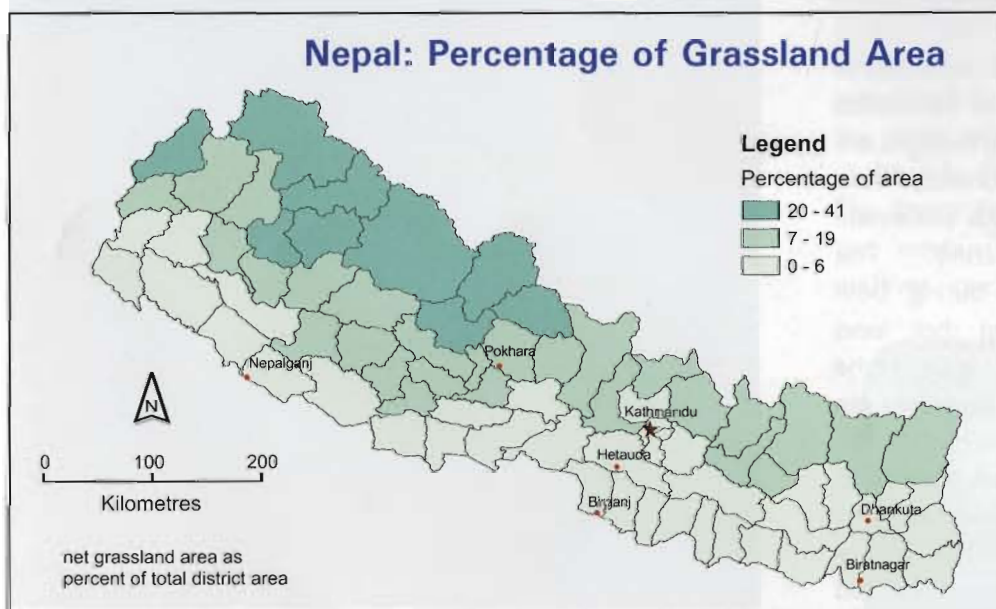 Nepal: Percentage of Grassland Area
Legend
Percentage of area
20 - 41
7 - 19
0 - 6
Pokhara
Nepalganj
N
Kathmandu
Hetauda
0 100 200
Kilometres
Birganj
Dhankuta
net grassland area as
percent of total district area
Biratnagar